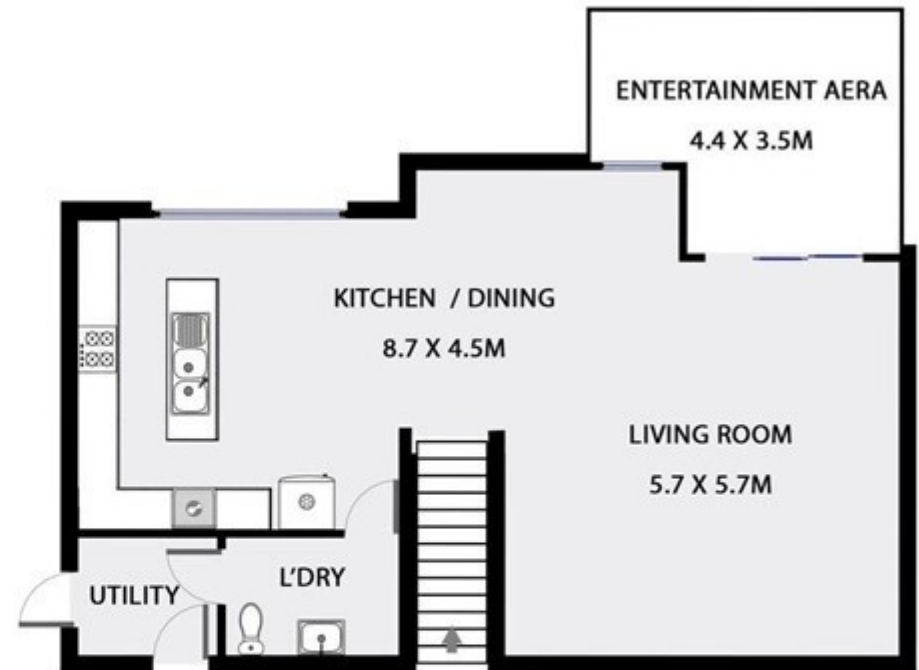 ENTERTAINMENT AERA
4.4 X 3.5M
KITCHEN / DINING
8.7 X 4.5M
LIVING ROOM
5.7 X 5.7M
L'DRY
UTILITY